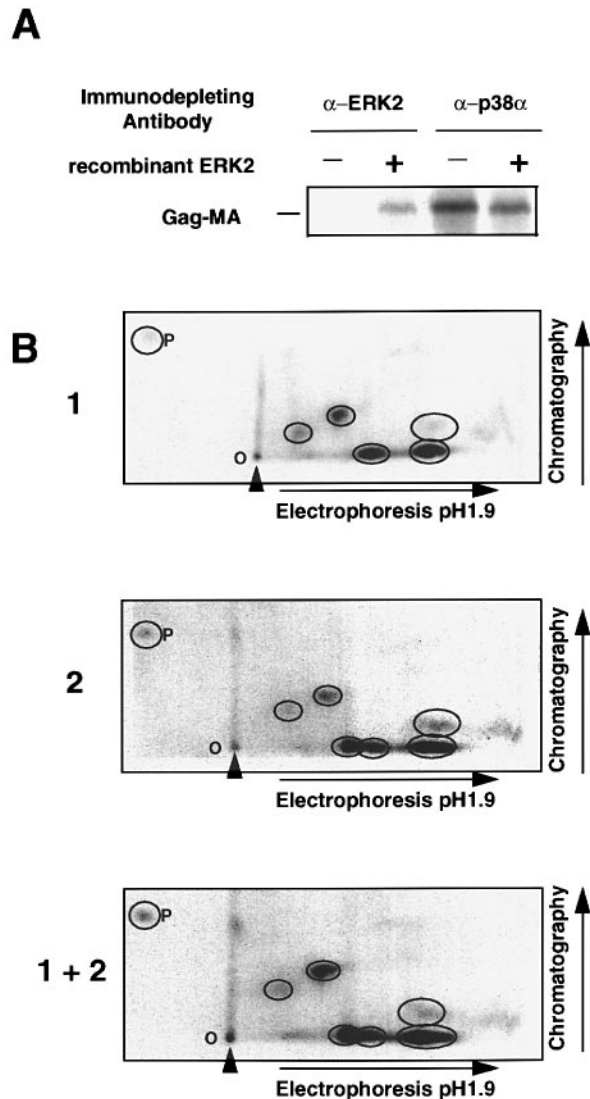 A
Immunodepleting Antibody
α–ERK2 α–p38α
recombinant ERK2 – + – +
Gag-MA
B
1
P
O
Electrophoresis pH1.9
Chromatography
2
P
O
Electrophoresis pH1.9
Chromatography
1 + 2
P
O
Electrophoresis pH1.9
Chromatography